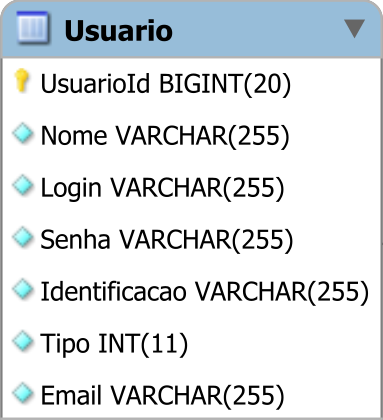 Usuario
UsuarioId BIGINT(20)
Nome VARCHAR(255)
Login VARCHAR(255)
Senha VARCHAR(255)
Identificacao VARCHAR(255)
Tipo INT(11)
Email VARCHAR(255)